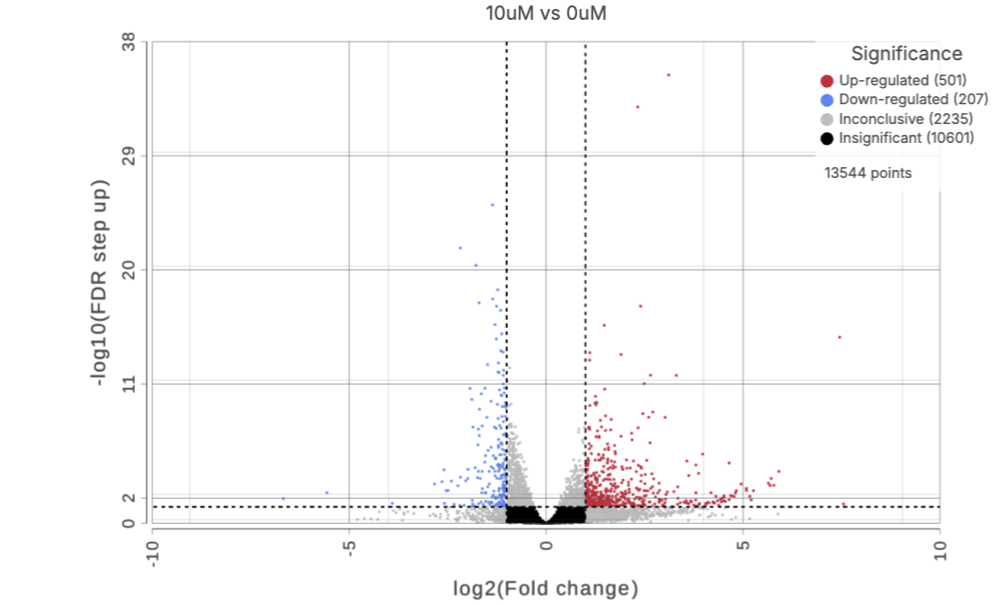 10uM vs 0uM
Significance
Up-regulated (501)
Down-regulated (207)
Inconclusive (2235)
Insignificant (10601)
13544 points
-log10(FDR step up)
38
29
20
11
2
0
-10
-5
0
5
10
log2(Fold change)